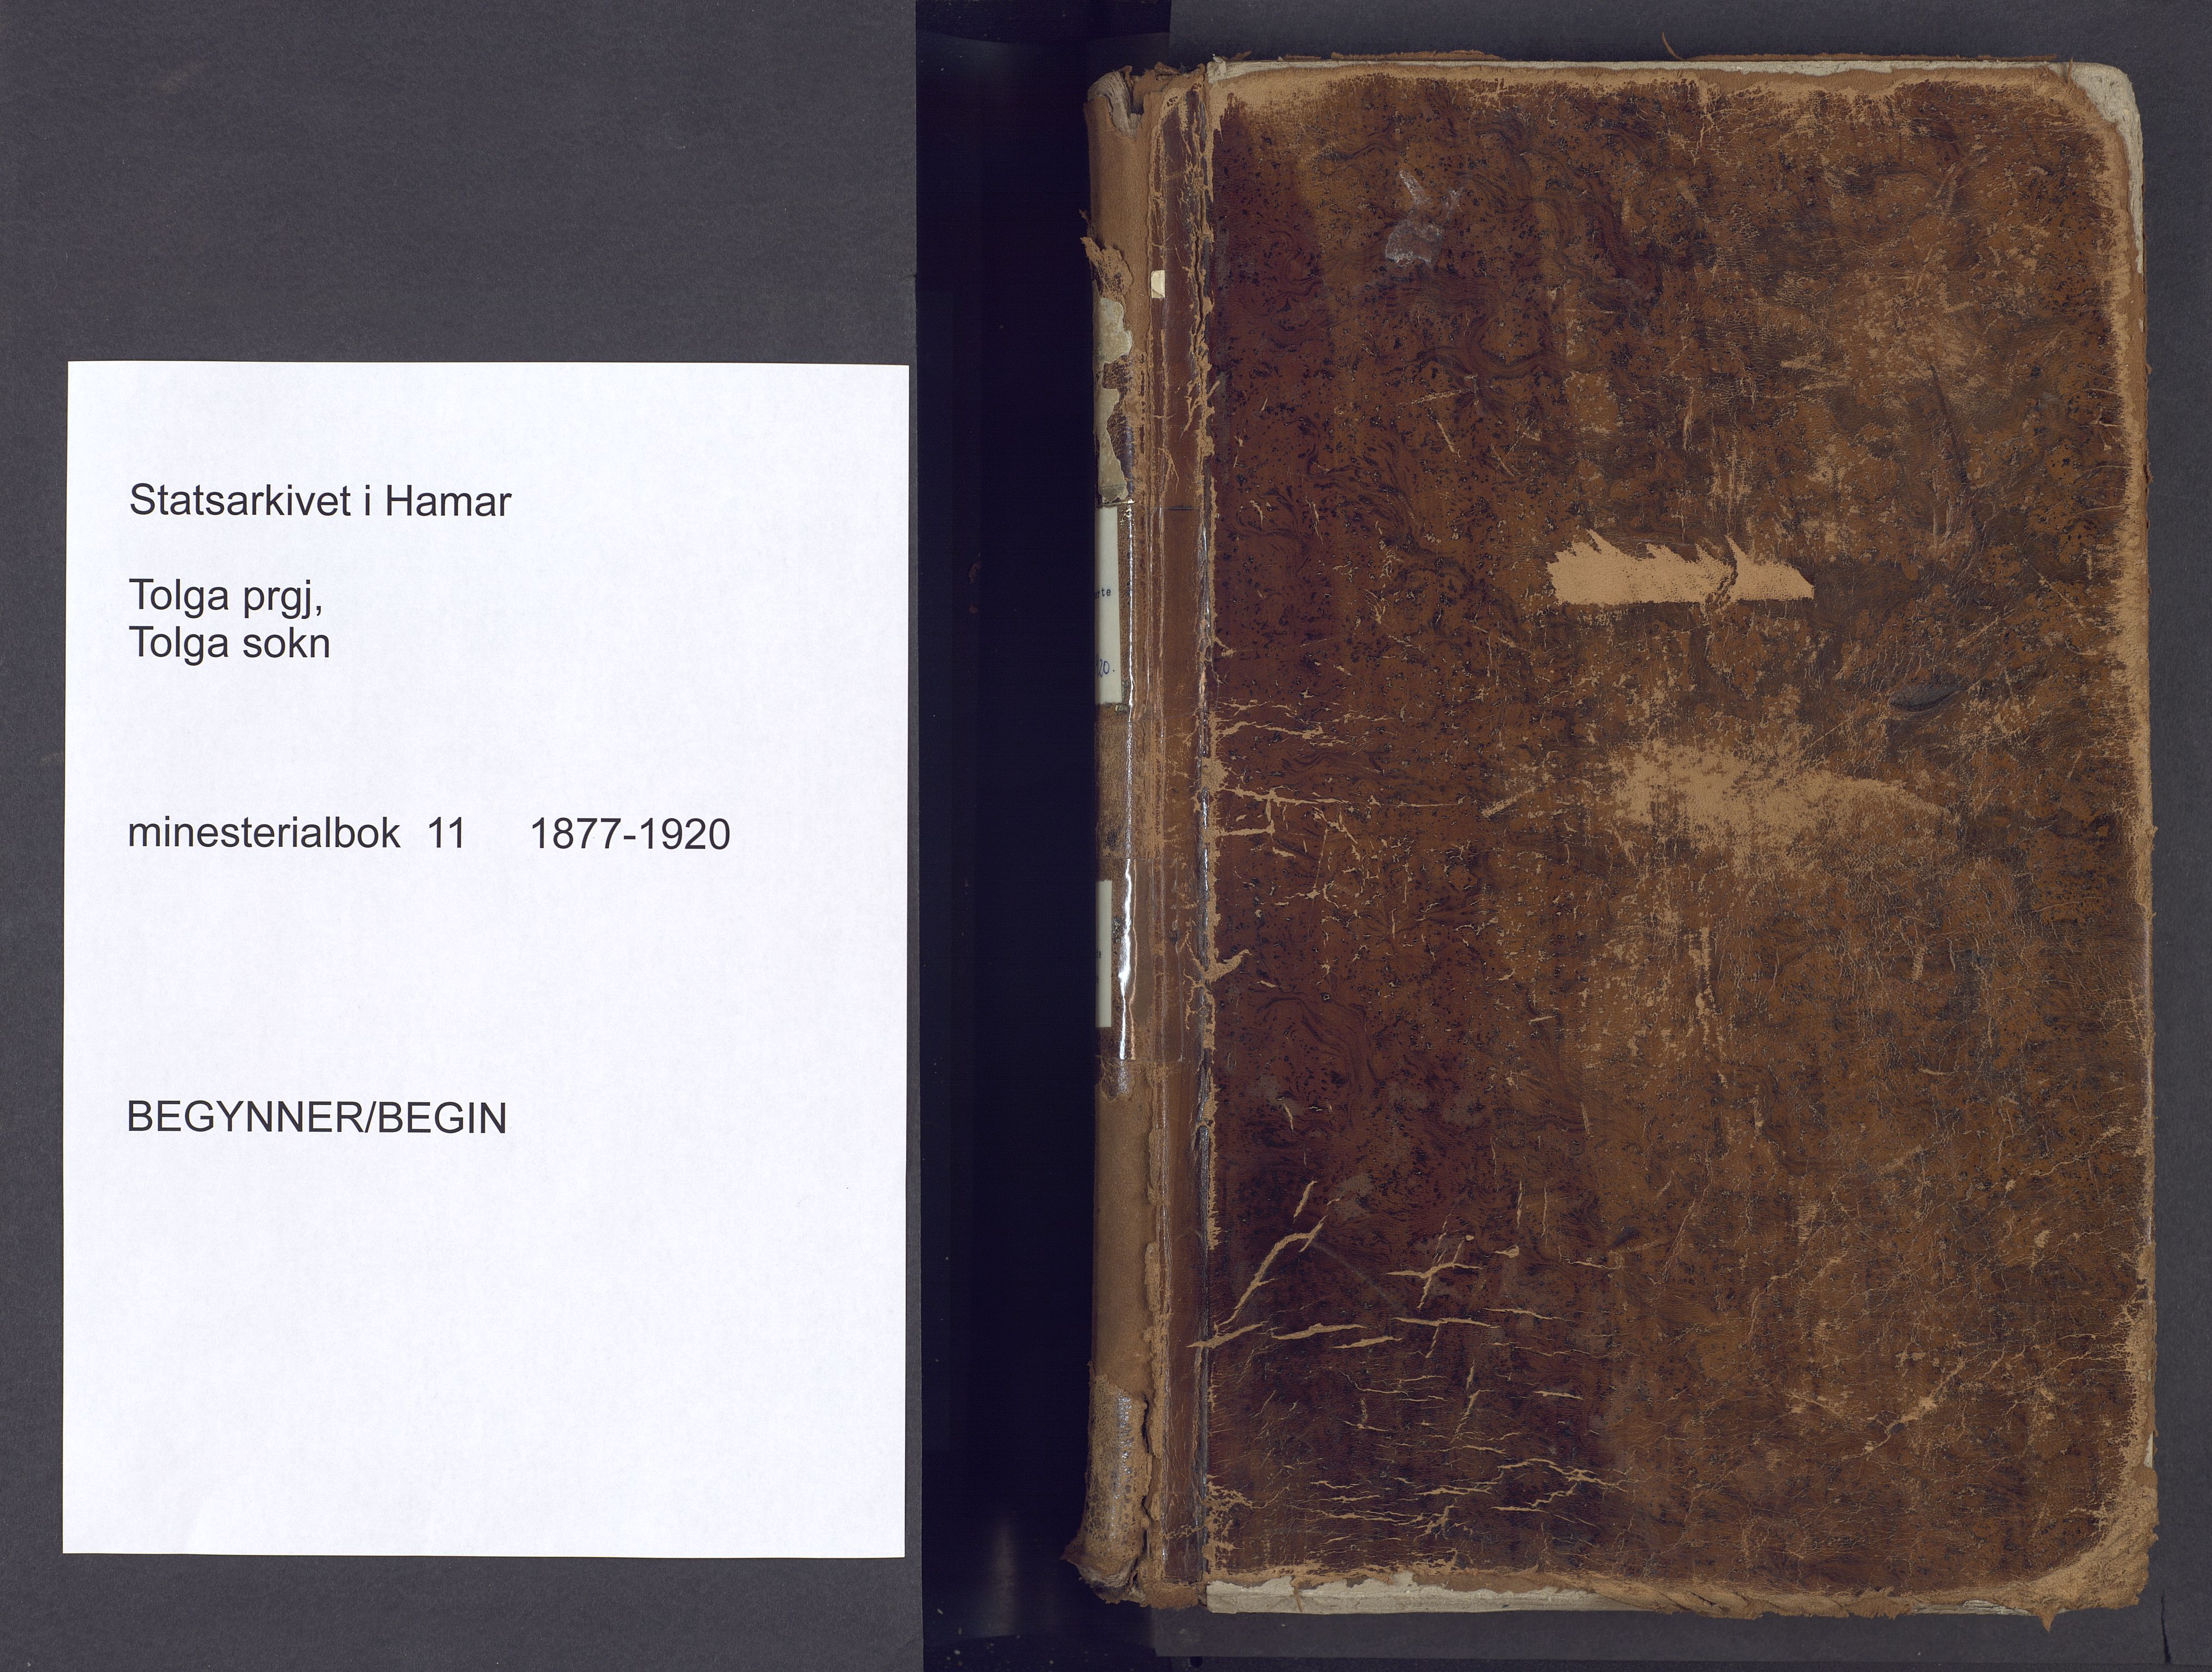 Statsarkivet i Hamar
Tolga prgj,
Tolga sokn
minesterialbok 11 1877-1920
BEGYNNER/BEGIN